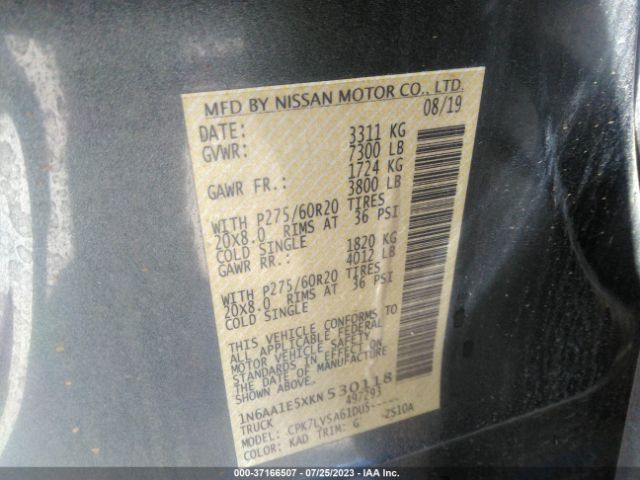 MFD BY NISSAN MOTOR CO., LTD.
DATE: 08/19
GVWR: 3311 KG
7300 LB
GAWR FR.: 1724 KG
3800 LB
WITH P275/60R20 TIRES
20X8.0 RIMS AT 36 PSI
COLD SINGLE
GAWR RR.: 1820 KG
4012 LB
WITH P275/60R20 TIRES
20X8.0 RIMS AT 36 PSI
COLD SINGLE
THIS VEHICLE CONFORMS TO
ALL APPLICABLE FEDERAL
MOTOR VEHICLE SAFETY
STANDARDS IN EFFECT ON
THE DATE OF MANUFACTURE
SHOWN ABOVE.
1N6AA1E5XKN530118
TRUCK 497293
MODEL: CPK7LV5A61DU5-----
COLOR: KAD TRIM: G -ZS10A
000-37166507 - 07/25/2023 - IAA Inc.